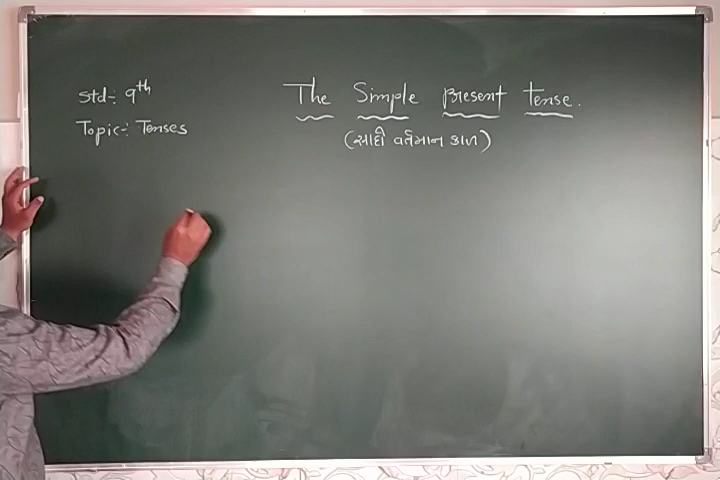 Std:- 9th
Topic:- Tenses
The Simple Present Tense.
(સાદો વર્તમાન કાળ)